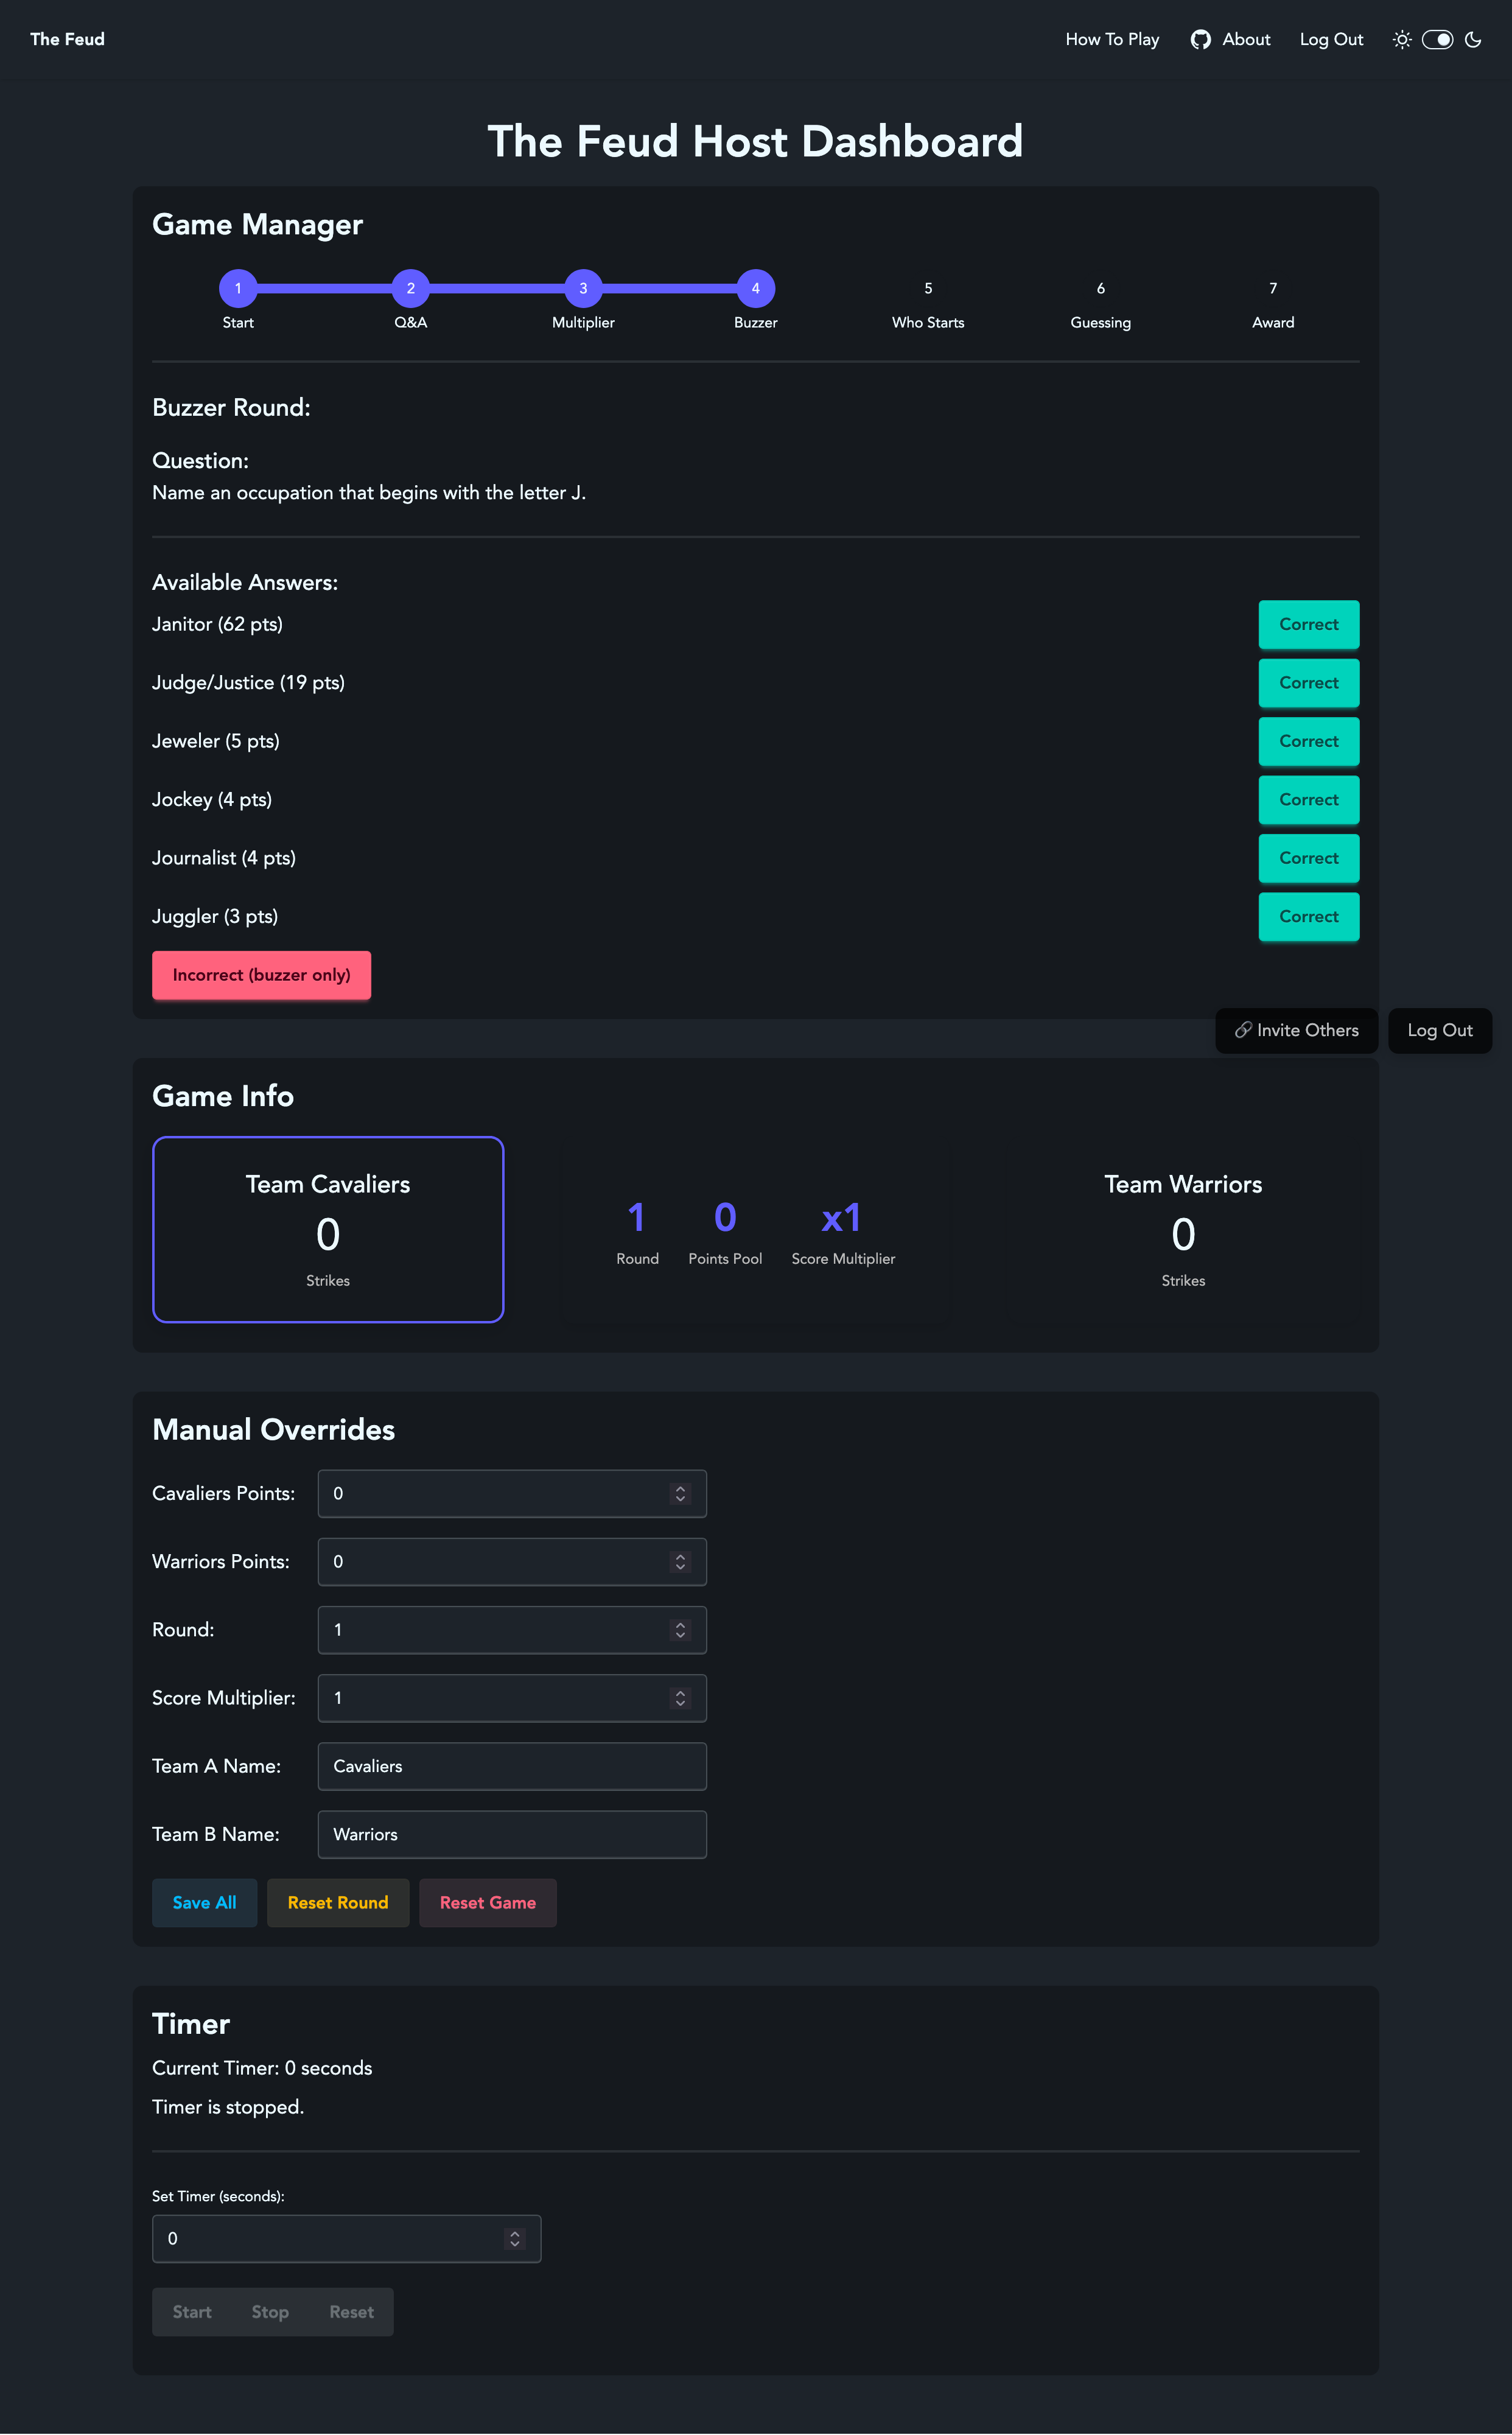 The Feud
How To Play
About
Log Out
The Feud Host Dashboard
Game Manager
1
2
3
4
5
6
7
Start
Q&A
Multiplier
Buzzer
Who Starts
Guessing
Award
Buzzer Round:
Question:
Name an occupation that begins with the letter J.
Available Answers:
Janitor (62 pts)
Correct
Judge/Justice (19 pts)
Correct
Jeweler (5 pts)
Correct
Jockey (4 pts)
Correct
Journalist (4 pts)
Correct
Juggler (3 pts)
Correct
Incorrect (buzzer only)
Invite Others
Log Out
Game Info
Team Cavaliers
0
Strikes
1
Round
0
Points Pool
x1
Score Multiplier
Team Warriors
0
Strikes
Manual Overrides
Cavaliers Points:
0
Warriors Points:
0
Round:
1
Score Multiplier:
1
Team A Name:
Cavaliers
Team B Name:
Warriors
Save All
Reset Round
Reset Game
Timer
Current Timer: 0 seconds
Timer is stopped.
Set Timer (seconds):
0
Start
Stop
Reset